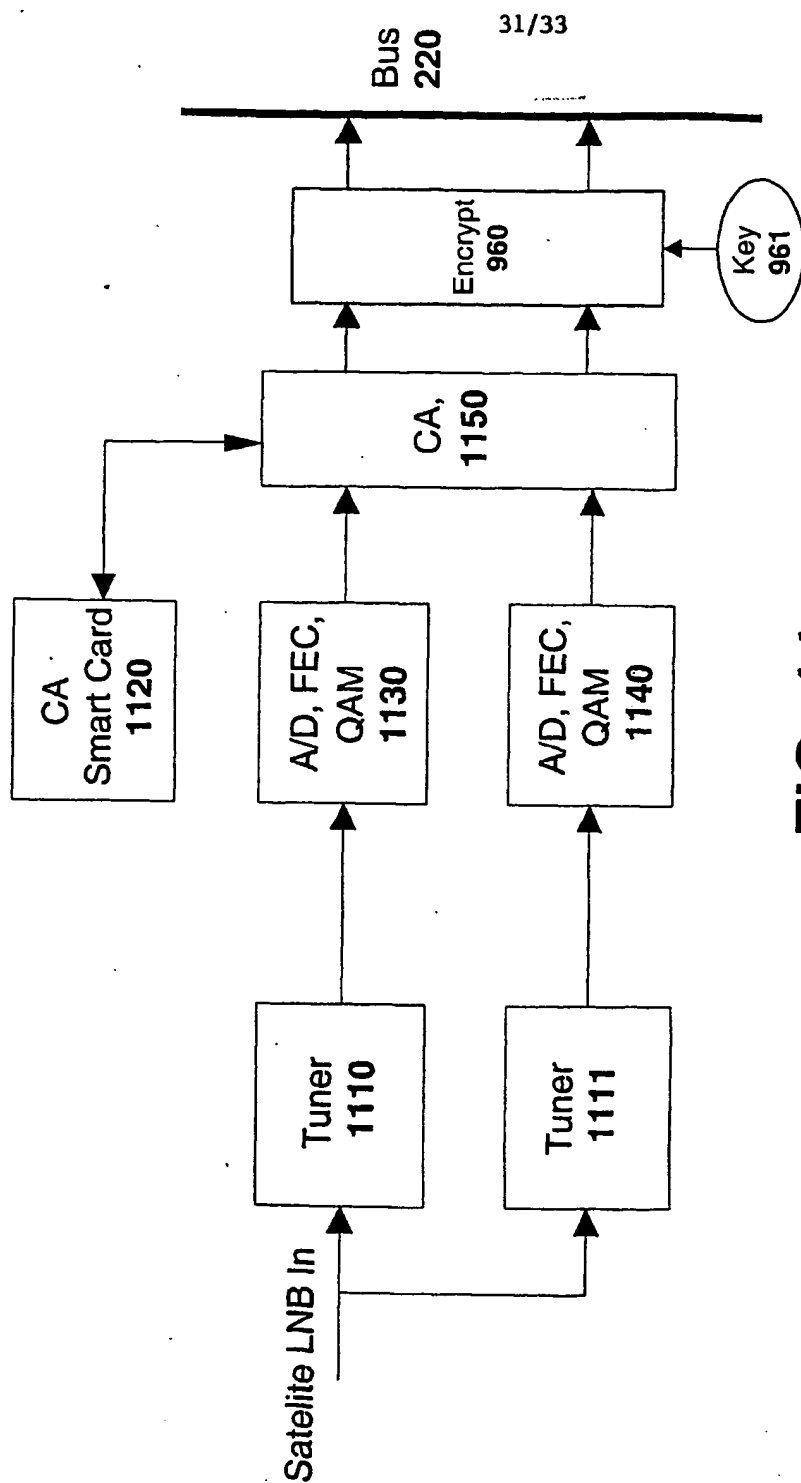 31/33
Satelite LNB In
Tuner
1110
Tuner
1111
CA
Smart Card
1120
A/D, FEC,
QAM
1130
A/D, FEC,
QAM
1140
CA,
1150
Encrypt
960
Key
961
Bus
220